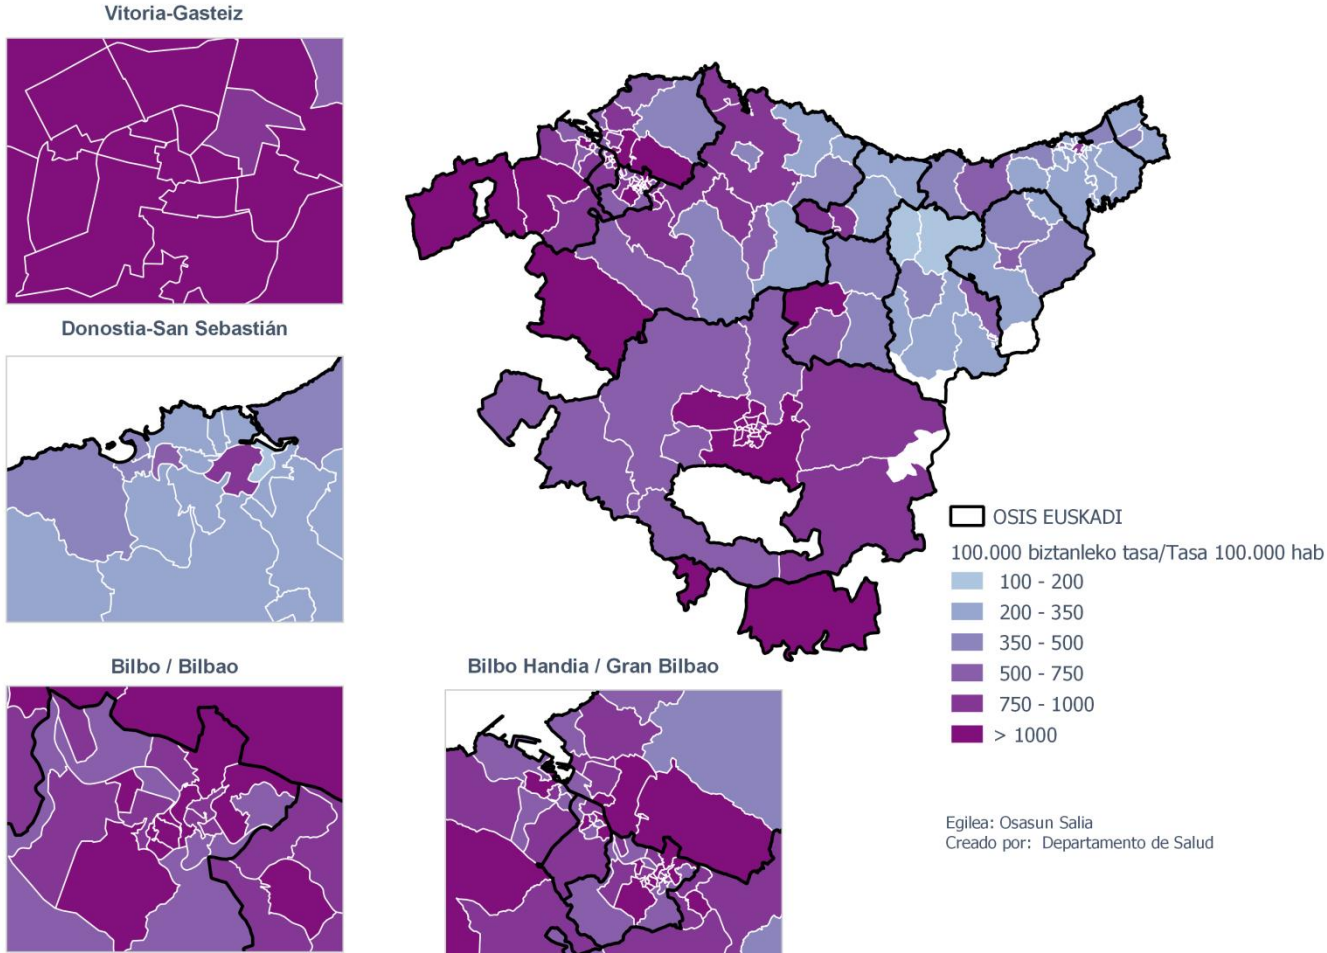 Vitoria-Gasteiz
Donostia-San Sebastián
Bilbo / Bilbao
Bilbo Handia / Gran Bilbao
OSIS EUSKADI
100.000 biztanleko tasa/Tasa 100.000 hab
100 - 200
200 - 350
350 - 500
500 - 750
750 - 1000
> 1000
Egilea: Osasun Salia
Creado por: Departamento de Salud